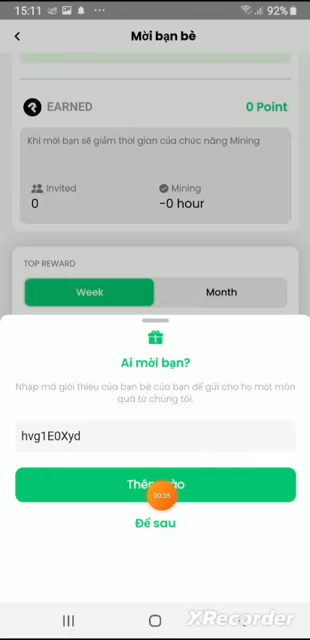 15:11
92%
Mời bạn bè
EARNED
0 Point
Khi mời bạn sẽ giảm thời gian của chức năng Mining
Invited
Mining
0
-0 hour
TOP REWARD
Week
Month
Ai mời bạn?
Nhập mã giới thiệu của bạn bè của bạn để gửi cho họ một món
quà từ chúng tôi.
hvg1E0Xyd
00:35
Để sau
XRecorder